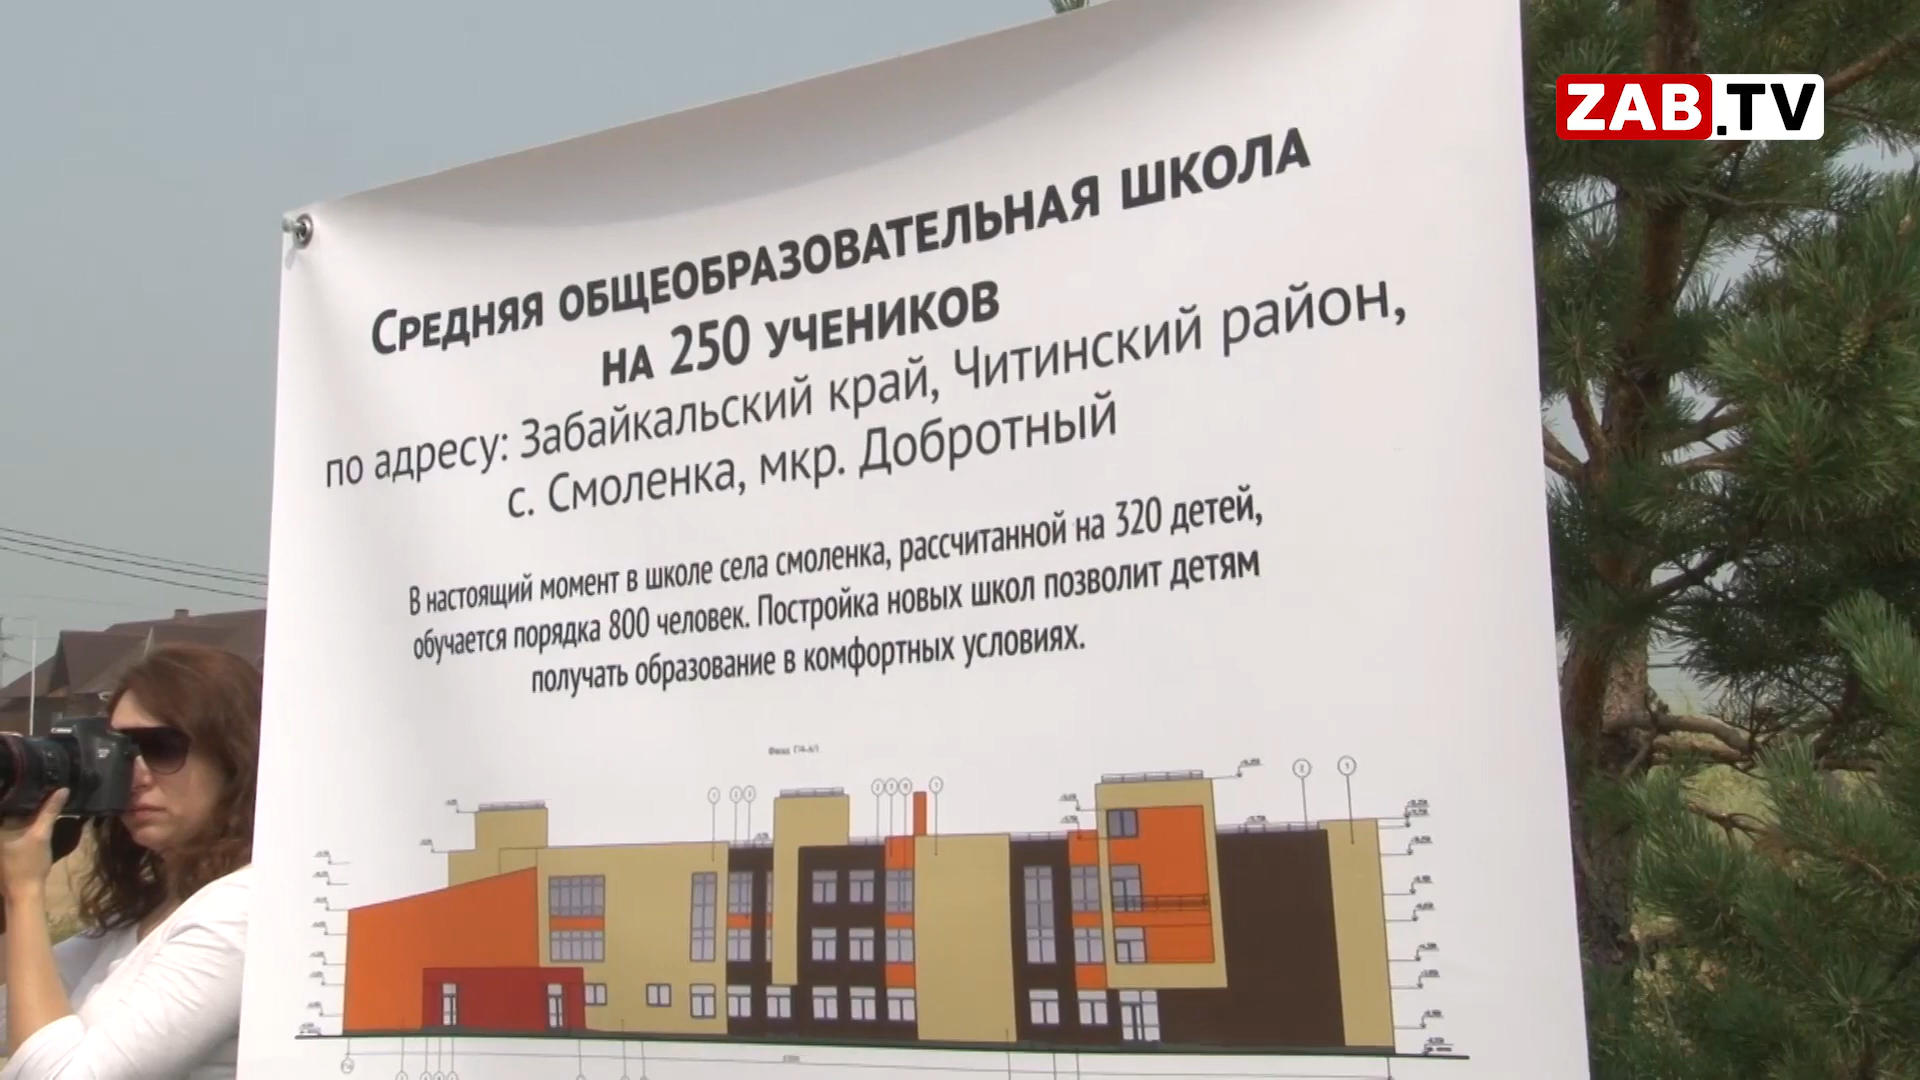 ZAB.TV
СРЕДНЯЯ ОБЩЕОБРАЗОВАТЕЛЬНАЯ ШКОЛА
НА 250 УЧЕНИКОВ
по адресу: Забайкальский край, Читинский район,
с. Смоленка, мкр. Добротный
В настоящий момент в школе села смоленка, рассчитанной на 320 детей,
обучается порядка 800 человек. Постройка новых школ позволит детям
получать образование в комфортных условиях.